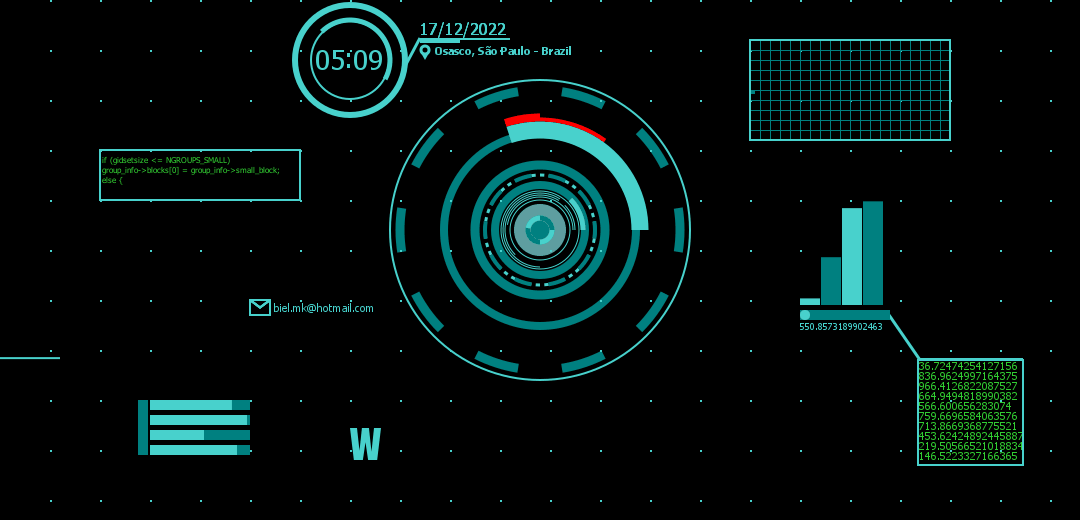 17/12/2022
05:09
Osasco, São Paulo - Brazil
if (gidsetsize <= NGROUPS_SMALL)
group_info->blocks[0] = group_info->small_block;
else {
biel.mk@hotmail.com
550.8573189902463
36.72474254127156
836.9624997164375
966.4126822087527
664.9494818990382
566.600656283074
759.6696584063576
713.8669368775521
453.62424892445887
219.50566521018834
146.5223327166365
W